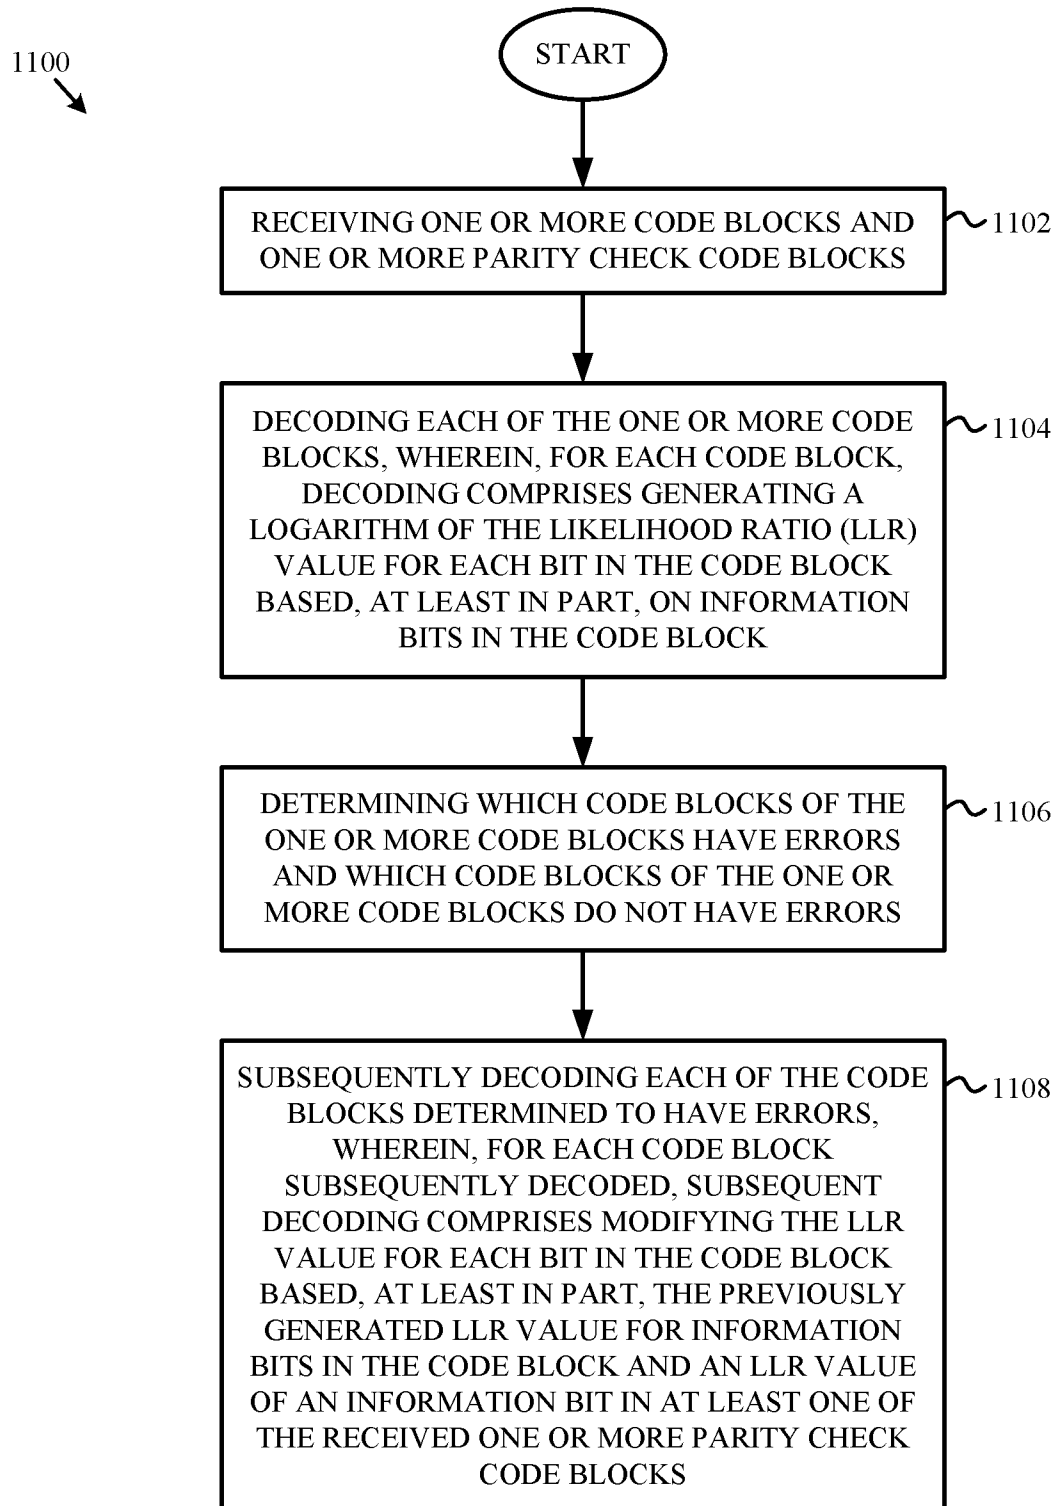 START
1100
RECEIVING ONE OR MORE CODE BLOCKS AND
ONE OR MORE PARITY CHECK CODE BLOCKS
1102
DECODING EACH OF THE ONE OR MORE CODE
BLOCKS, WHEREIN, FOR EACH CODE BLOCK,
DECODING COMPRISES GENERATING A
LOGARITHM OF THE LIKELIHOOD RATIO (LLR)
VALUE FOR EACH BIT IN THE CODE BLOCK
BASED, AT LEAST IN PART, ON INFORMATION
BITS IN THE CODE BLOCK
1104
DETERMINING WHICH CODE BLOCKS OF THE
ONE OR MORE CODE BLOCKS HAVE ERRORS
AND WHICH CODE BLOCKS OF THE ONE OR
MORE CODE BLOCKS DO NOT HAVE ERRORS
1106
SUBSEQUENTLY DECODING EACH OF THE CODE
BLOCKS DETERMINED TO HAVE ERRORS,
WHEREIN, FOR EACH CODE BLOCK
SUBSEQUENTLY DECODED, SUBSEQUENT
DECODING COMPRISES MODIFYING THE LLR
VALUE FOR EACH BIT IN THE CODE BLOCK
BASED, AT LEAST IN PART, THE PREVIOUSLY
GENERATED LLR VALUE FOR INFORMATION
BITS IN THE CODE BLOCK AND AN LLR VALUE
OF AN INFORMATION BIT IN AT LEAST ONE OF
THE RECEIVED ONE OR MORE PARITY CHECK
CODE BLOCKS
1108